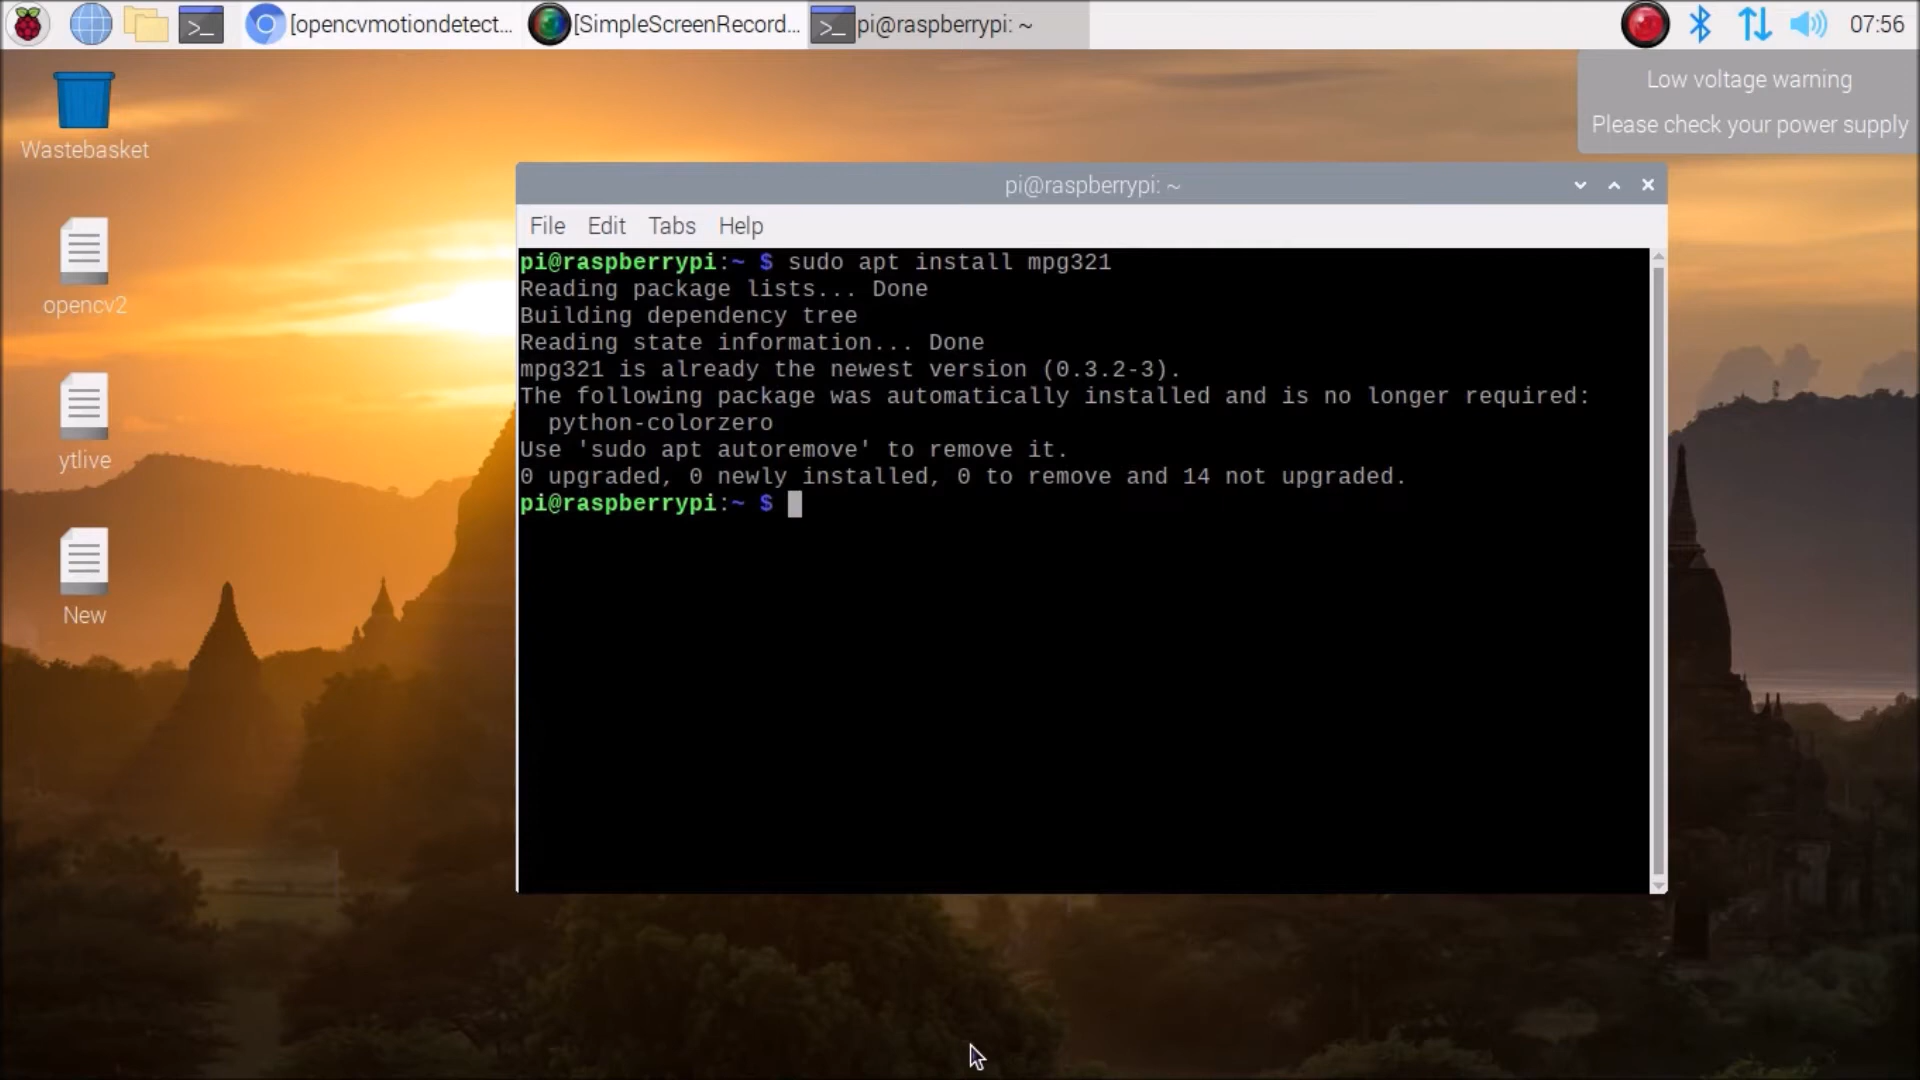 [opencvmotiondetect...
[SimpleScreenRecord...
pi@raspberrypi: ~
07:56
Low voltage warning
Please check your power supply
Wastebasket
opencv2
ytlive
New
pi@raspberrypi: ~
File Edit Tabs Help
pi@raspberrypi:~ $ sudo apt install mpg321
Reading package lists... Done
Building dependency tree
Reading state information... Done
mpg321 is already the newest version (0.3.2-3).
The following package was automatically installed and is no longer required:
  python-colorzero
Use 'sudo apt autoremove' to remove it.
0 upgraded, 0 newly installed, 0 to remove and 14 not upgraded.
pi@raspberrypi:~ $